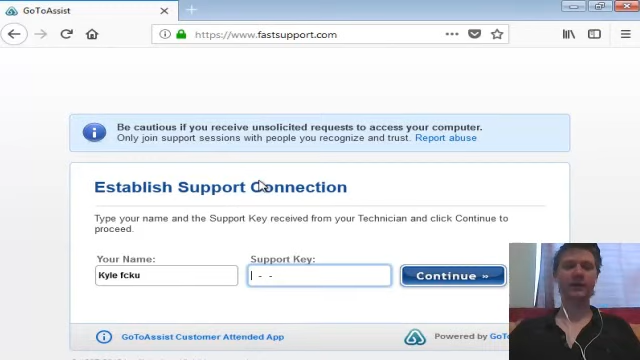 GoToAssist
https://www.fastsupport.com
Be cautious if you receive unsolicited requests to access your computer.
Only join support sessions with people you recognize and trust. Report abuse
Establish Support Connection
Type your name and the Support Key received from your Technician and click Continue to
proceed.
Your Name: Support Key:
Kyle fcku - - Continue »
GoToAssist Customer Attended App Powered by GoTo